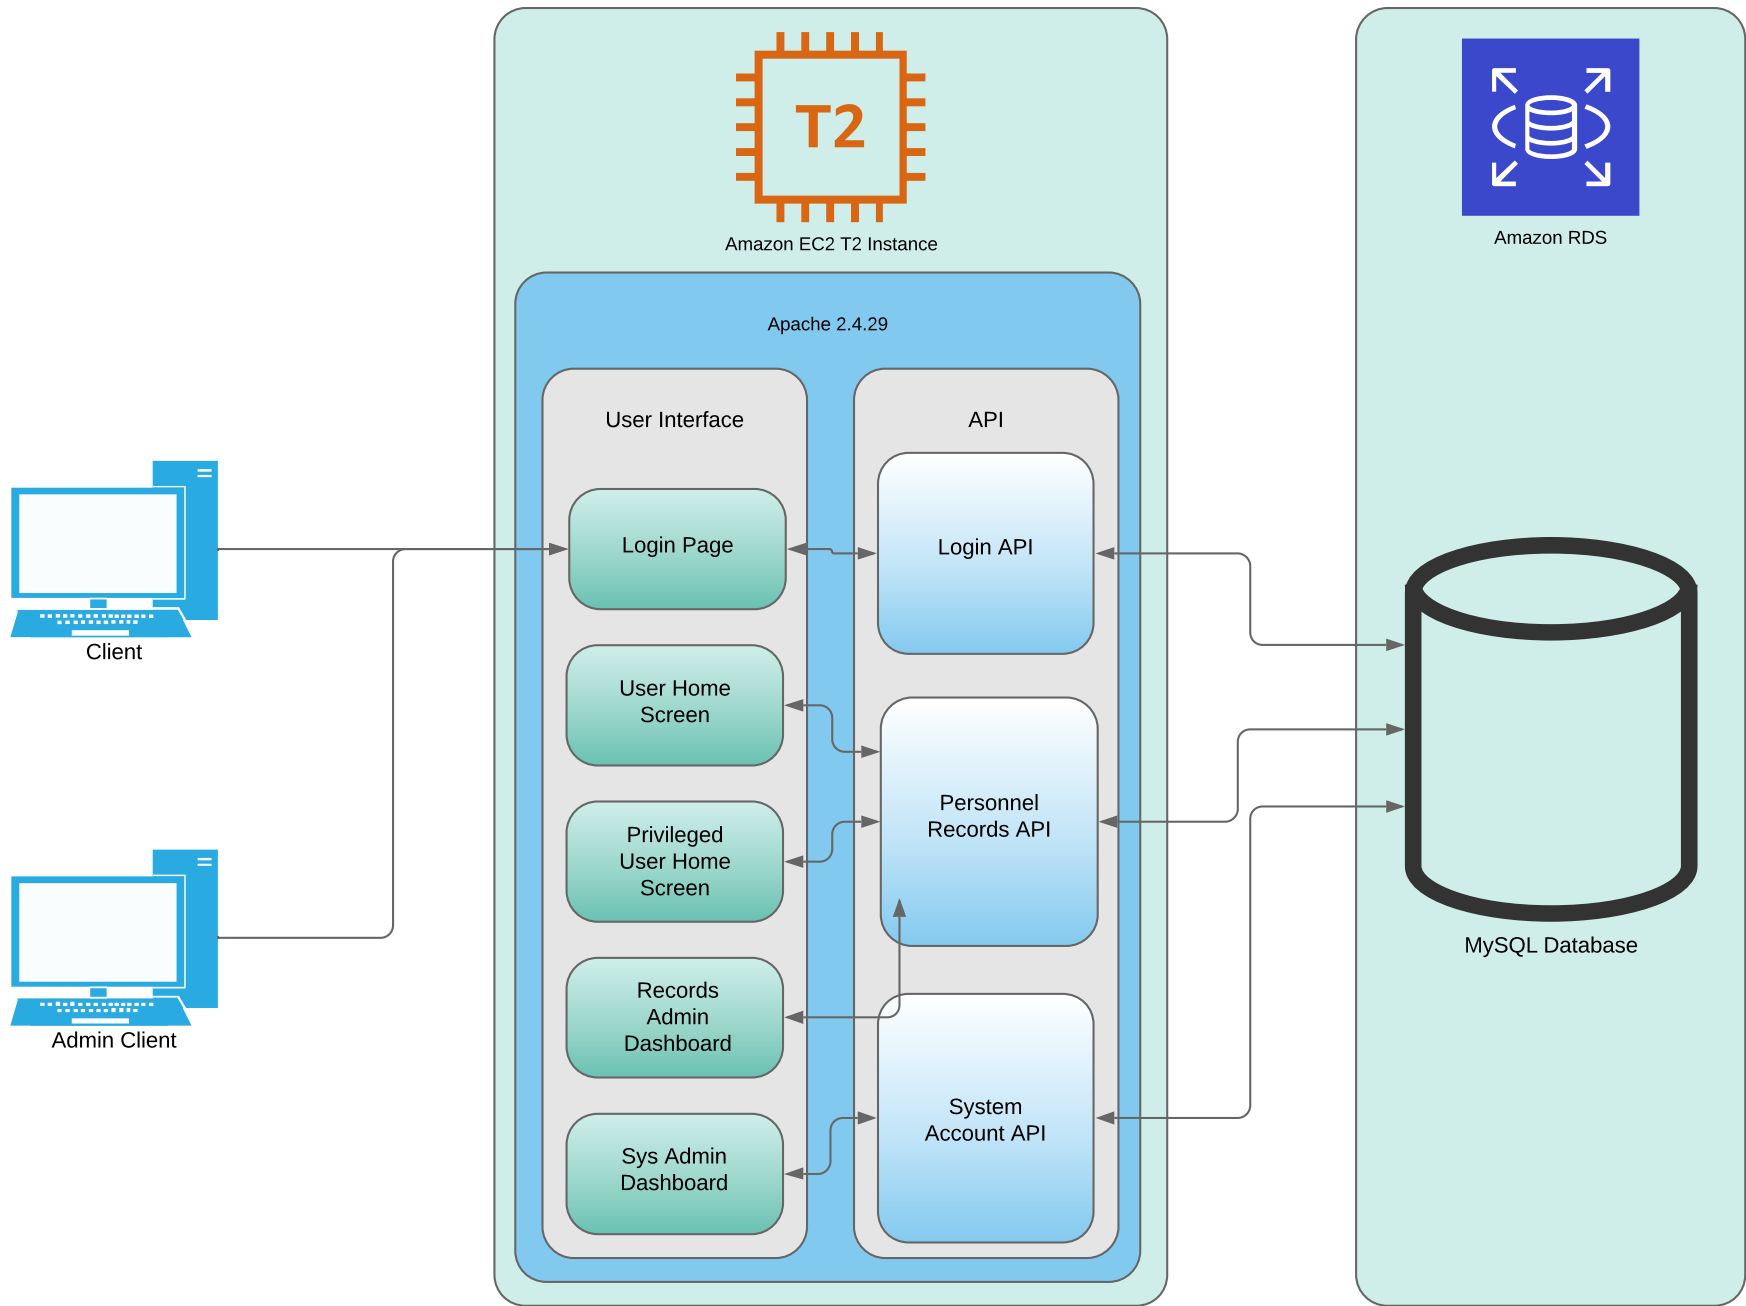 T2
Amazon EC2 T2 Instance
Amazon RDS
Apache 2.4.29
User Interface
API
Login Page
Login API
User Home
Screen
Privileged
User Home
Screen
Personnel
Records API
Records
Admin
Dashboard
System
Account API
Sys Admin
Dashboard
Client
Admin Client
MySQL Database